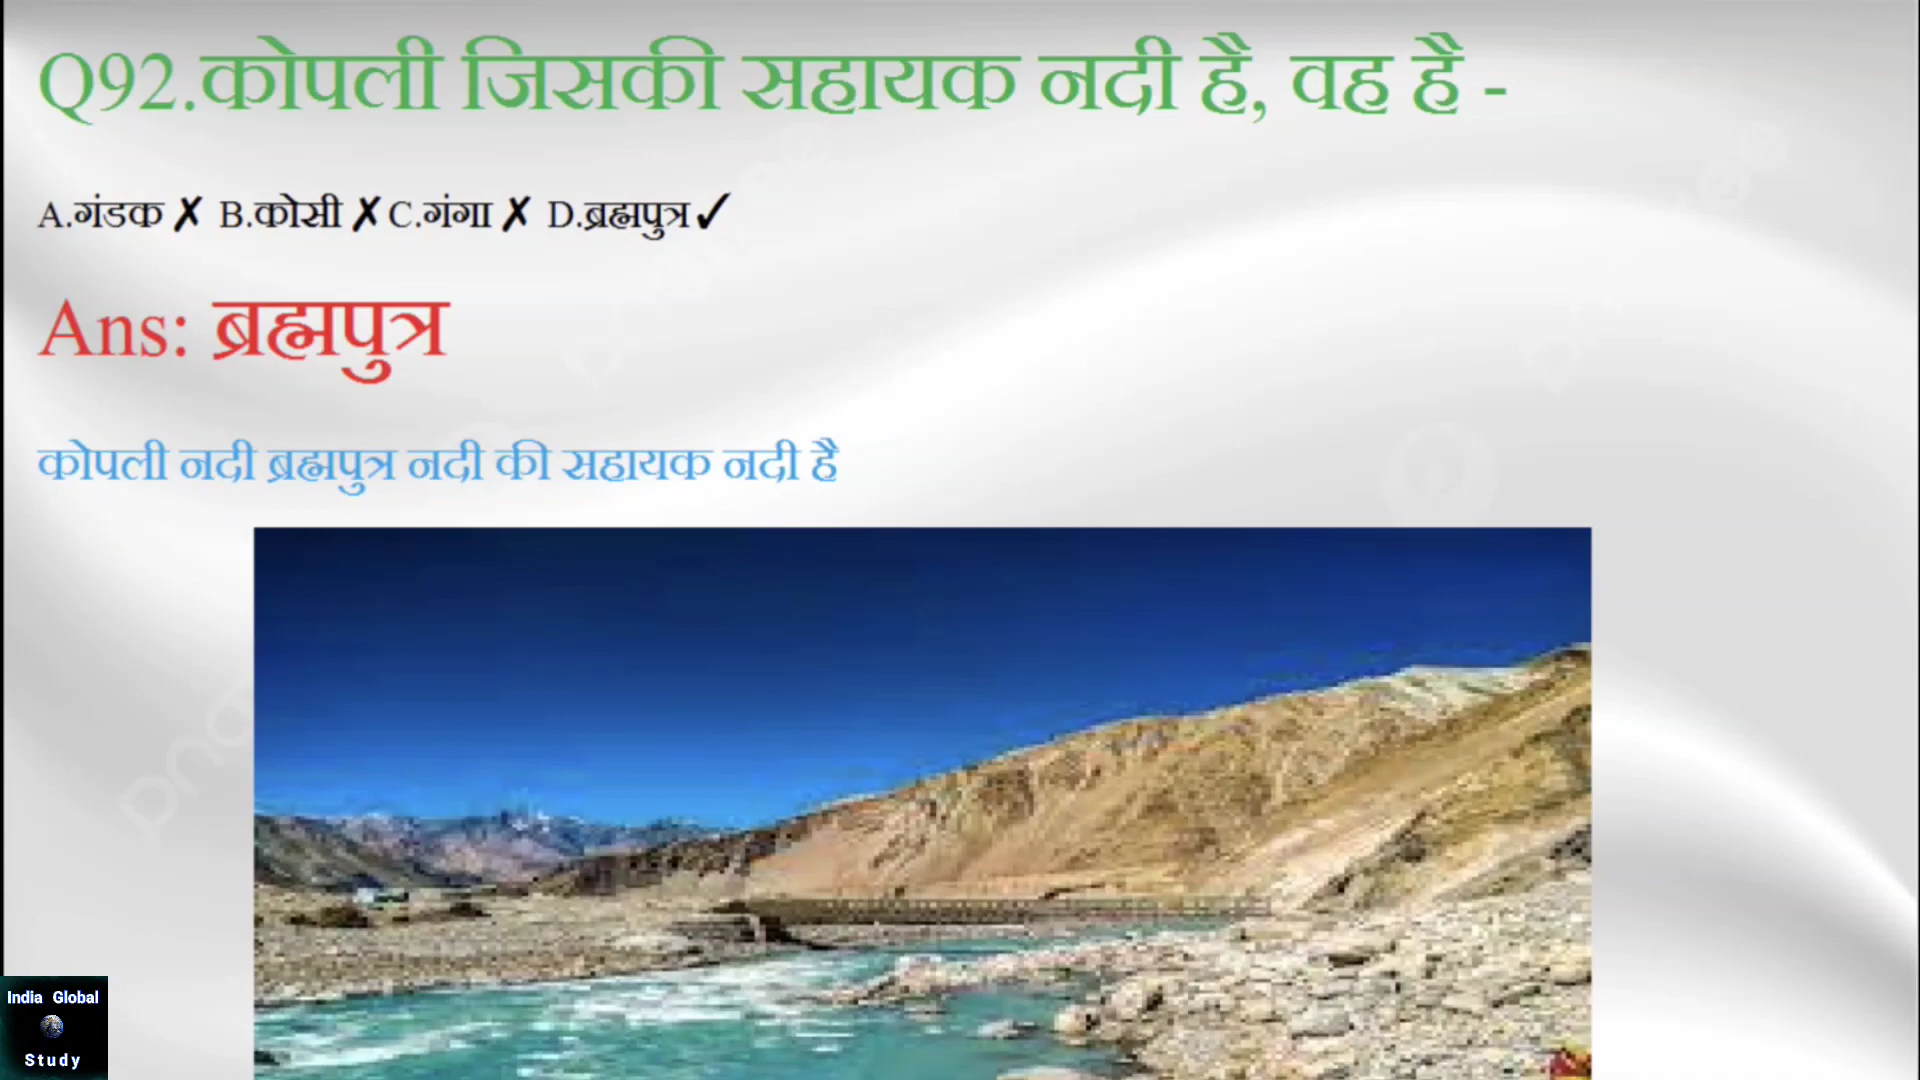 Q92.कोपली जिसकी सहायक नदी है, वह है -
A.गंडक ✗ B.कोसी ✗ C.गंगा ✗ D.ब्रह्मपुत्र✓
Ans: ब्रह्मपुत्र
कोपली नदी ब्रह्मपुत्र नदी की सहायक नदी है
India Global
Study